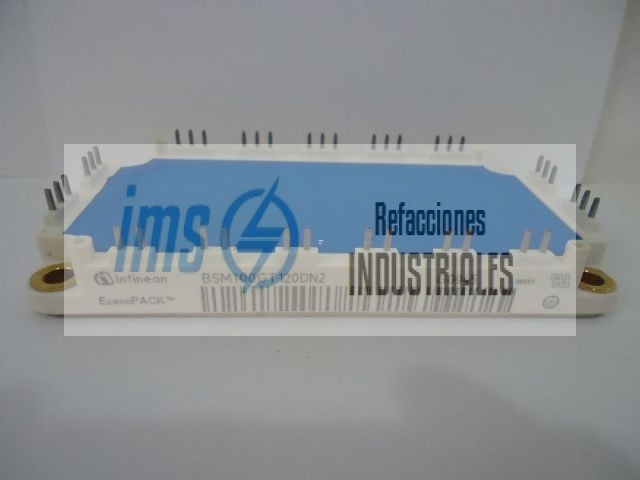 ims
Refacciones
INDUSTRIALES
infineon BSM100GT120DN2
EconoPACK™